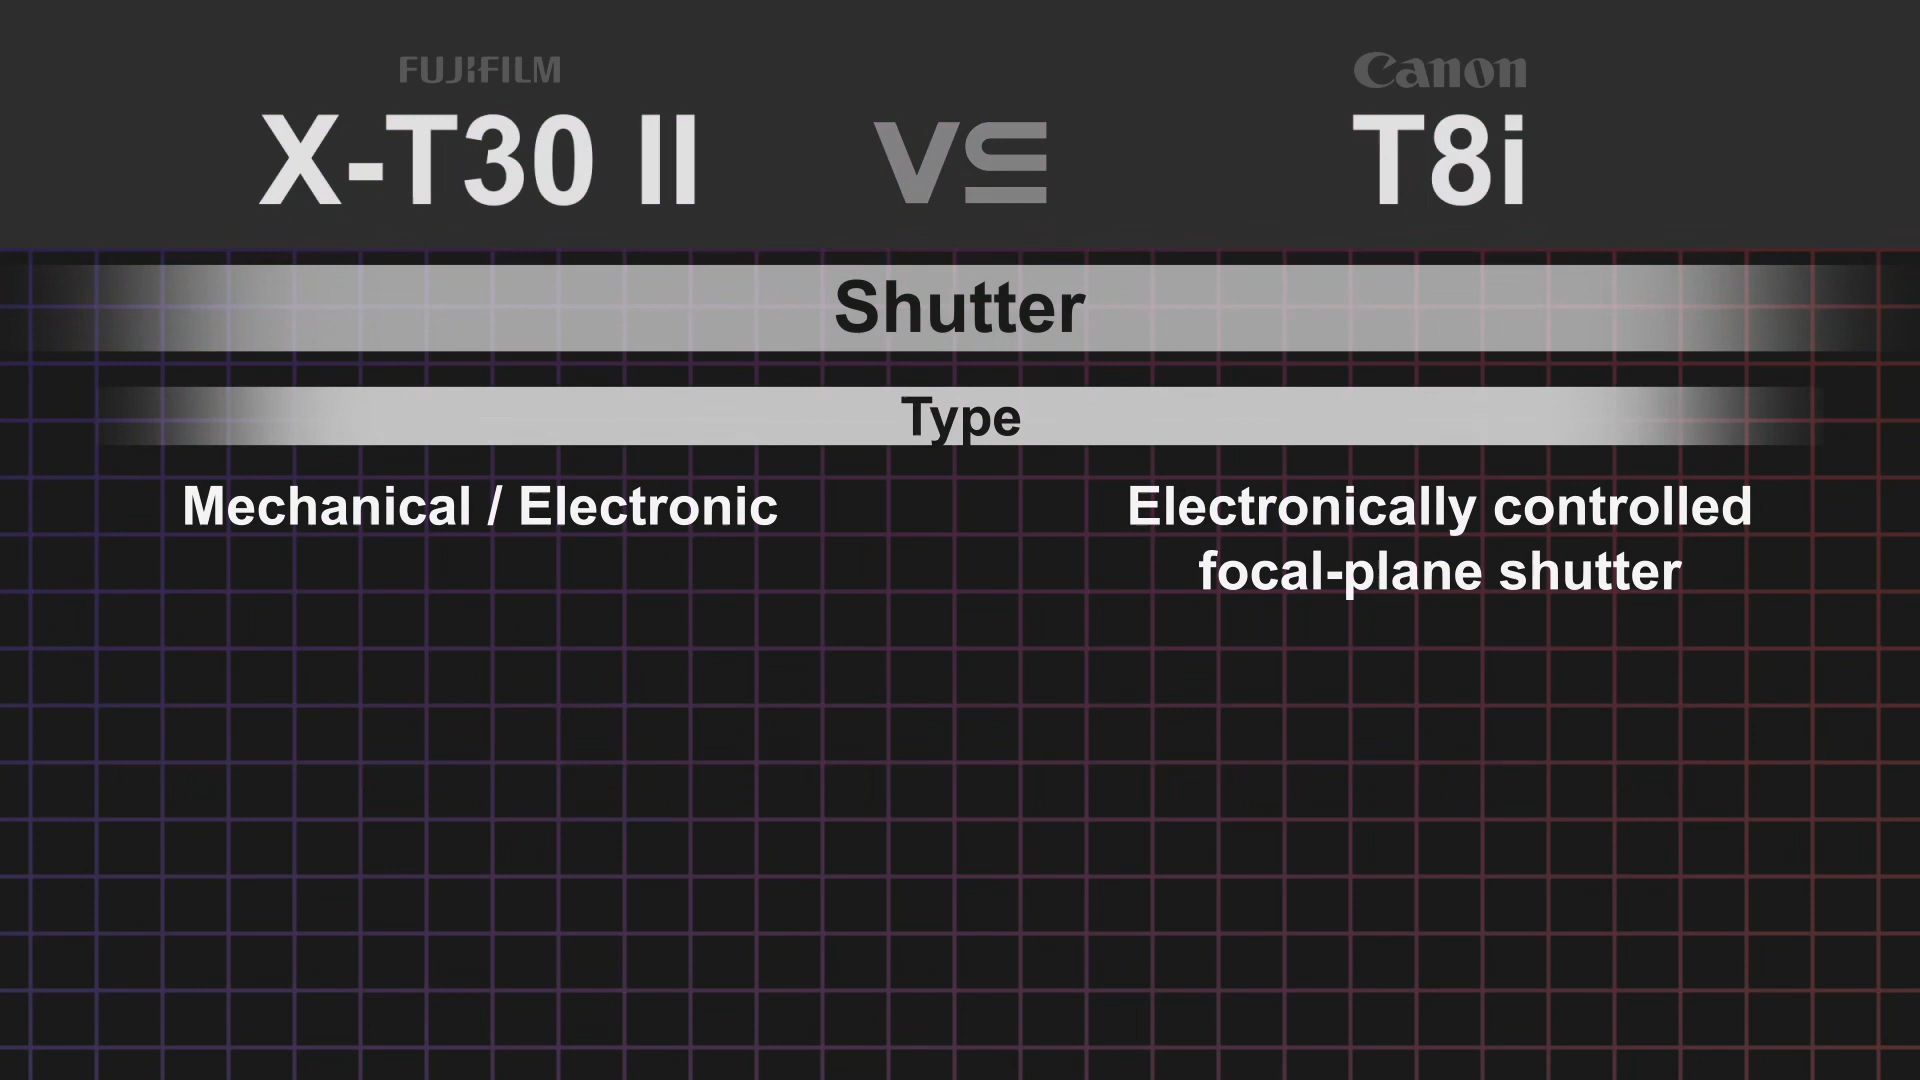 FUJIFILM
X-T30 II
VS
Canon
T8i
Shutter
Type
Mechanical / Electronic
Electronically controlled
focal-plane shutter